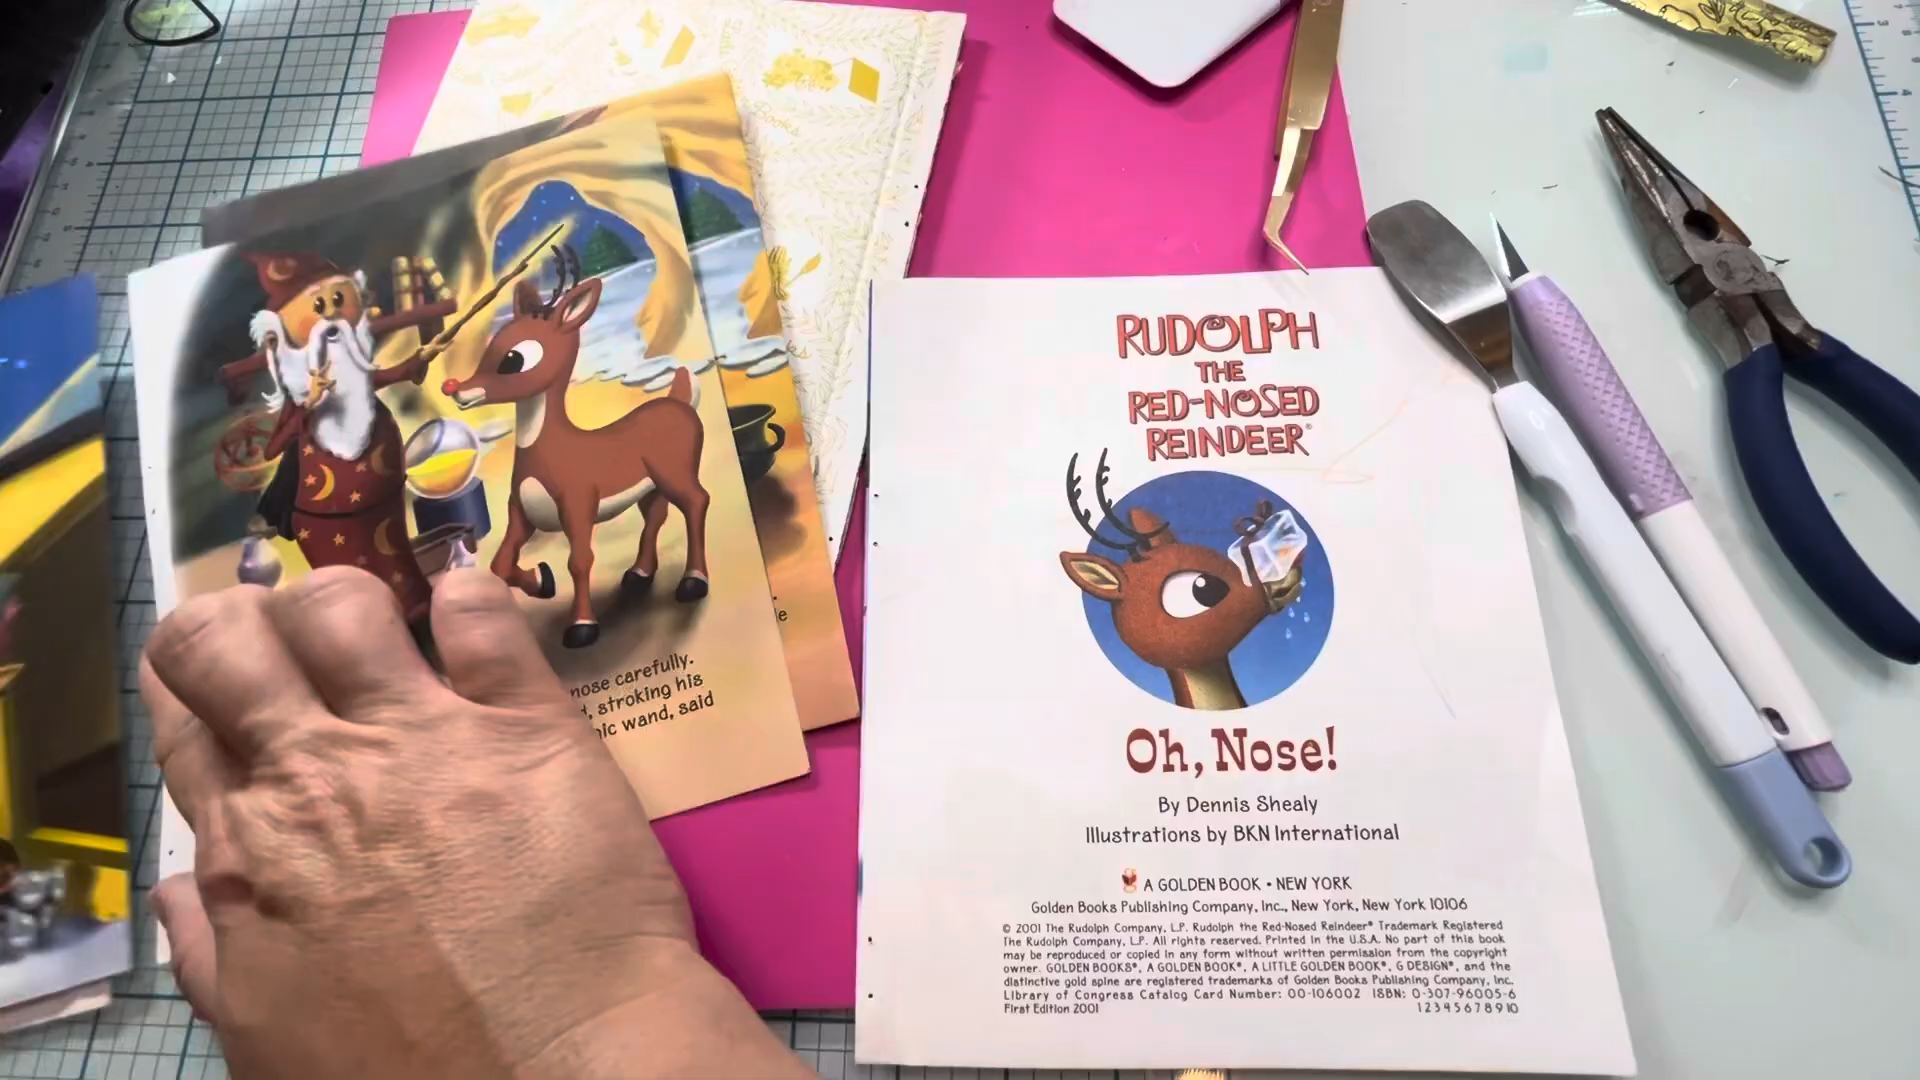 Books
nose carefully.
stroking his
wand, said
RUDOLPH
THE
RED-NOSED
REINDEER®
Oh, Nose!
By Dennis Shealy
Illustrations by BKN International
A GOLDEN BOOK • NEW YORK
Golden Books Publishing Company, Inc., New York, New York 10106
© 2001 The Rudolph Company, L.P. Rudolph the Red-Nosed Reindeer® Trademark Registered
The Rudolph Company, L.P. All rights reserved. Printed in the U.S.A. No part of this book
may be reproduced or copied in any form without written permission from the copyright
owner. GOLDEN BOOKS®, A GOLDEN BOOK®, A LITTLE GOLDEN BOOK®, G DESIGN®, and the
distinctive gold spine are registered trademarks of Golden Books Publishing Company, Inc.
Library of Congress Catalog Card Number: 00-106002 ISBN: 0-307-96005-6
First Edition 2001 1 2 3 4 5 6 7 8 9 10